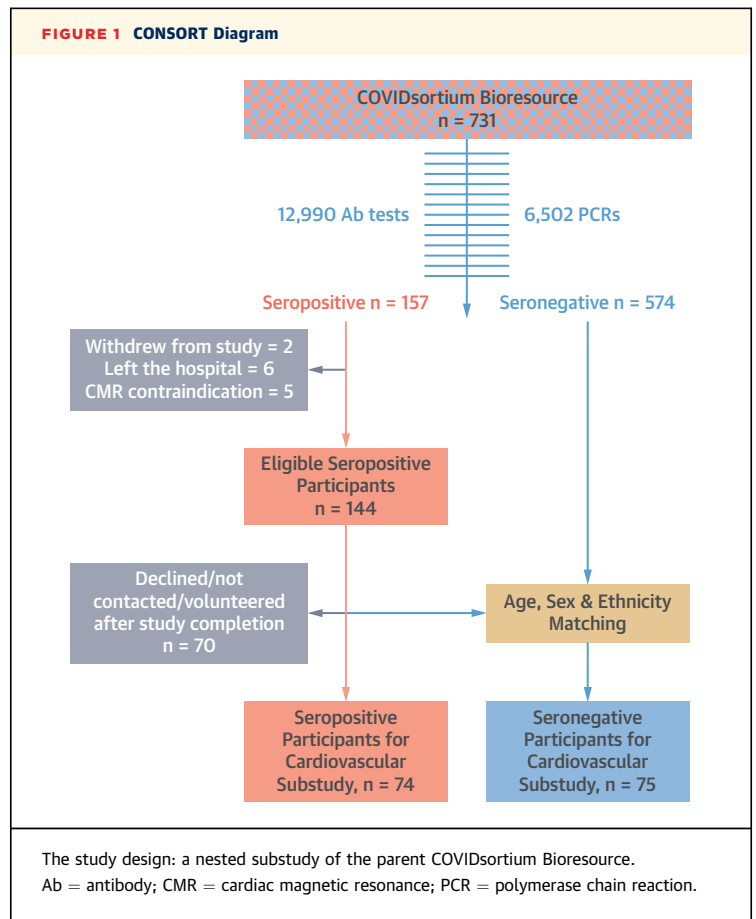 FIGURE 1 CONSORT Diagram
COVIDsortium Bioresource
n = 731
12,990 Ab tests
6,502 PCRs
Seropositive n = 157
Seronegative n = 574
Withdrew from study = 2
Left the hospital = 6
CMR contraindication = 5
Eligible Seropositive
Participants
n = 144
Declined/not
contacted/volunteered
after study completion
n = 70
Age, Sex & Ethnicity
Matching
Seropositive
Participants for
Cardiovascular
Substudy, n = 74
Seronegative
Participants for
Cardiovascular
Substudy, n = 75
The study design: a nested substudy of the parent COVIDsortium Bioresource.
Ab = antibody; CMR = cardiac magnetic resonance; PCR = polymerase chain reaction.